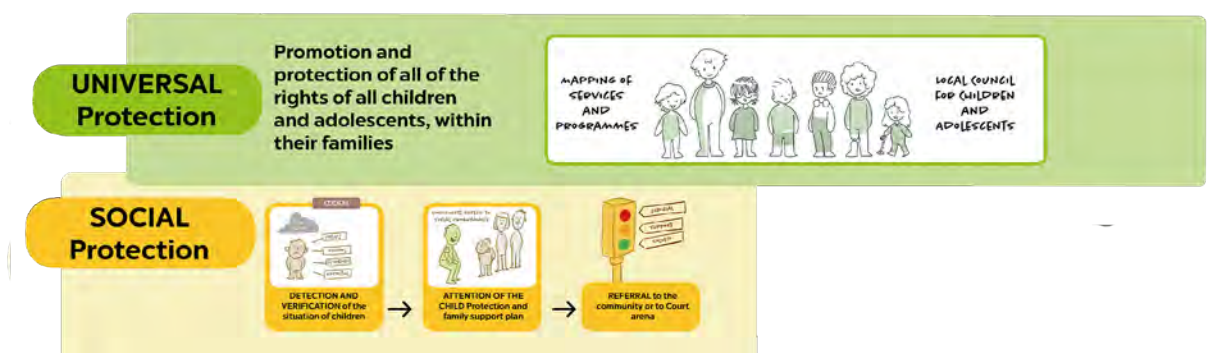 UNIVERSAL
Protection
Promotion and
protection of all of the
rights of all children
and adolescents, within
their families
MAPPING OF
SERVICES
AND
PROGRAMMES
LOCAL COUNCIL
FOR CHILDREN
AND
ADOLESCENTS
SOCIAL
Protection
DETECTION AND
VERIFICATION of the
situation of children
ATTENTION OF THE
CHILD Protection and
family support plan
REFERRAL to the
community or to Court
arena